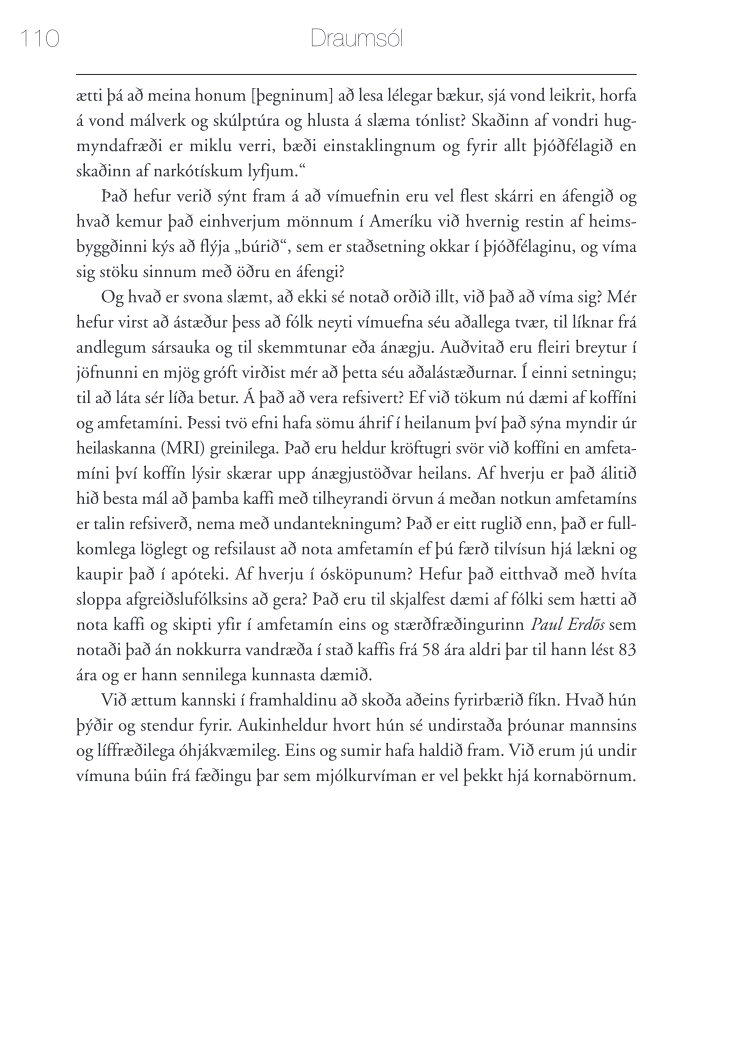 110
Draumsól
ætti þá að meina honum [þegninum] að lesa lélegar bækur, sjá vond leikrit, horfa
á vond málverk og skúlptúra og hlusta á slæma tónlist? Skaðinn af vondri hug-
myndafræði er miklu verri, bæði einstaklingnum og fyrir allt þjóðfélagið en
skaðinn af narkótískum lyfjum.“
Það hefur verið sýnt fram á að vímuefnin eru vel flest skárri en áfengið og
hvað kemur það einhverjum mönnum í Ameríku við hvernig restin af heims-
byggðinni kýs að flýja „búrið“, sem er staðsetning okkar í þjóðfélaginu, og víma
sig stöku sinnum með öðru en áfengi?
Og hvað er svona slæmt, að ekki sé notað orðið illt, við það að víma sig? Mér
hefur virst að ástæður þess að fólk neyti vímuefna séu aðallega tvær, til líknar frá
andlegum sársauka og til skemmtunar eða ánægju. Auðvitað eru fleiri breytur í
jöfnunni en mjög gróft virðist mér að þetta séu aðalástæðurnar. Í einni setningu;
til að láta sér líða betur. Á það að vera refsivert? Ef við tökum nú dæmi af koffíni
og amfetamíni. Þessi tvö efni hafa sömu áhrif í heilanum því það sýna myndir úr
heilaskanna (MRI) greinilega. Það eru heldur kröftugri svör við koffíni en amfeta-
míni því koffín lýsir skærar upp ánægjustöðvar heilans. Af hverju er það álitið
hið besta mál að þamba kaffi með tilheyrandi örvun á meðan notkun amfetamíns
er talin refsiverð, nema með undantekningum? Það er eitt ruglið enn, það er full-
komlega löglegt og refsilaust að nota amfetamín ef þú færð tilvísun hjá lækni og
kaupir það í apóteki. Af hverju í ósköpunum? Hefur það eitthvað með hvíta
sloppa afgreiðslufólksins að gera? Það eru til skjalfest dæmi af fólki sem hætti að
nota kaffi og skipti yfir í amfetamín eins og stærðfræðingurinn Paul Erdős sem
notaði það án nokkurra vandræða í stað kaffis frá 58 ára aldri þar til hann lést 83
ára og er hann sennilega kunnasta dæmið.
Við ættum kannski í framhaldinu að skoða aðeins fyrirbærið fíkn. Hvað hún
þýðir og stendur fyrir. Aukinheldur hvort hún sé undirstaða þróunar mannsins
og líffræðilega óhjákvæmileg. Eins og sumir hafa haldið fram. Við erum jú undir
vímuna búin frá fæðingu þar sem mjólkurvíman er vel þekkt hjá kornabörnum.